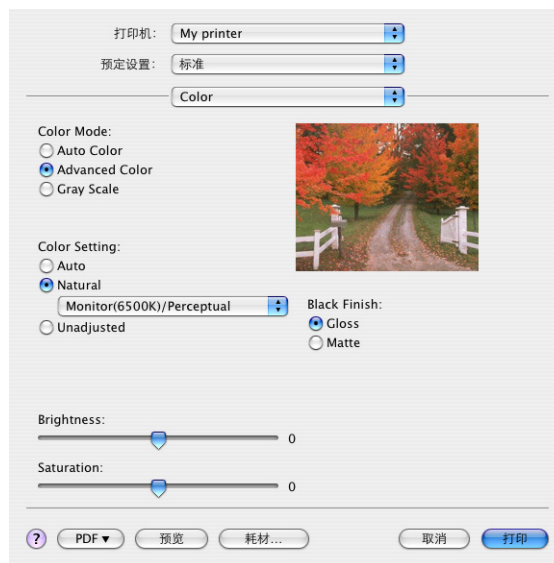 打印机: My printer
预定设置: 标准
Color
Color Mode:
Auto Color
Advanced Color
Gray Scale
Color Setting:
Auto
Natural
Monitor(6500K)/Perceptual
Unadjusted
Black Finish:
Gloss
Matte
Brightness:
0
Saturation:
0
? PDF▼ 预览 耗材... 取消 打印